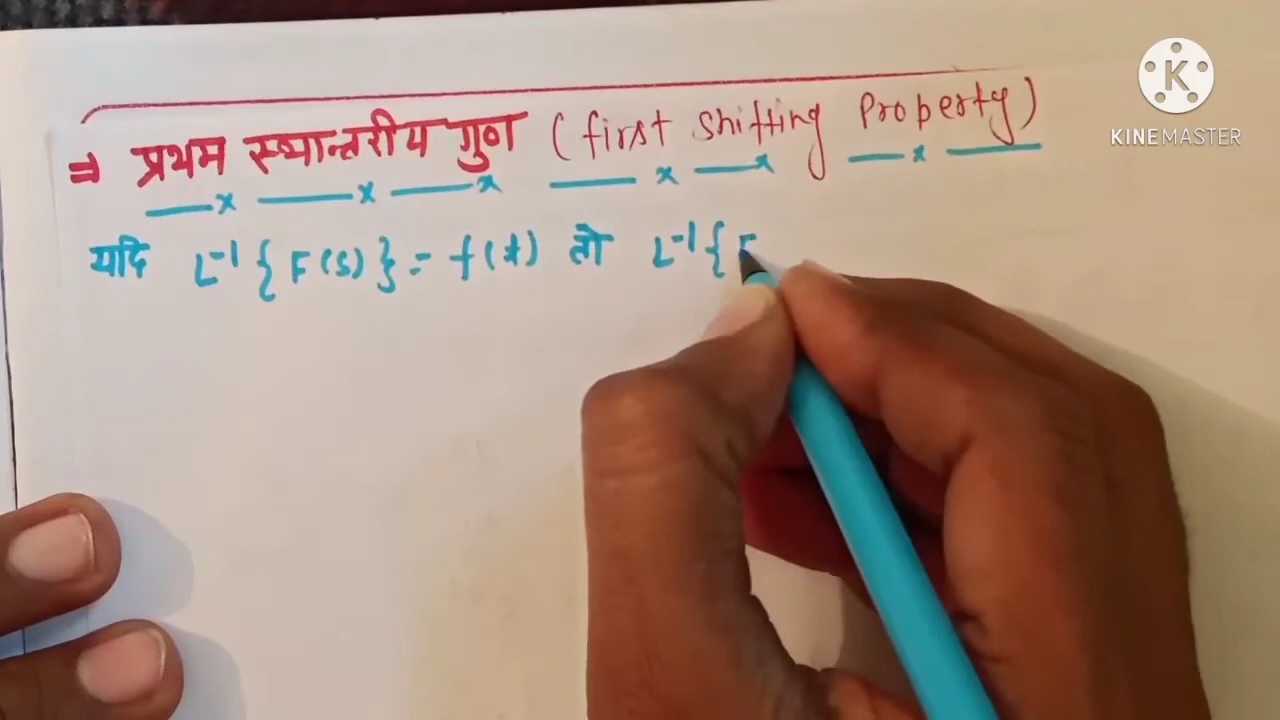 ⇒ प्रथम स्थान्तरीय गुण (first shifting Property)
यदि L⁻¹{F(s)} = f(t) तो L⁻¹{F
K
KINEMASTER